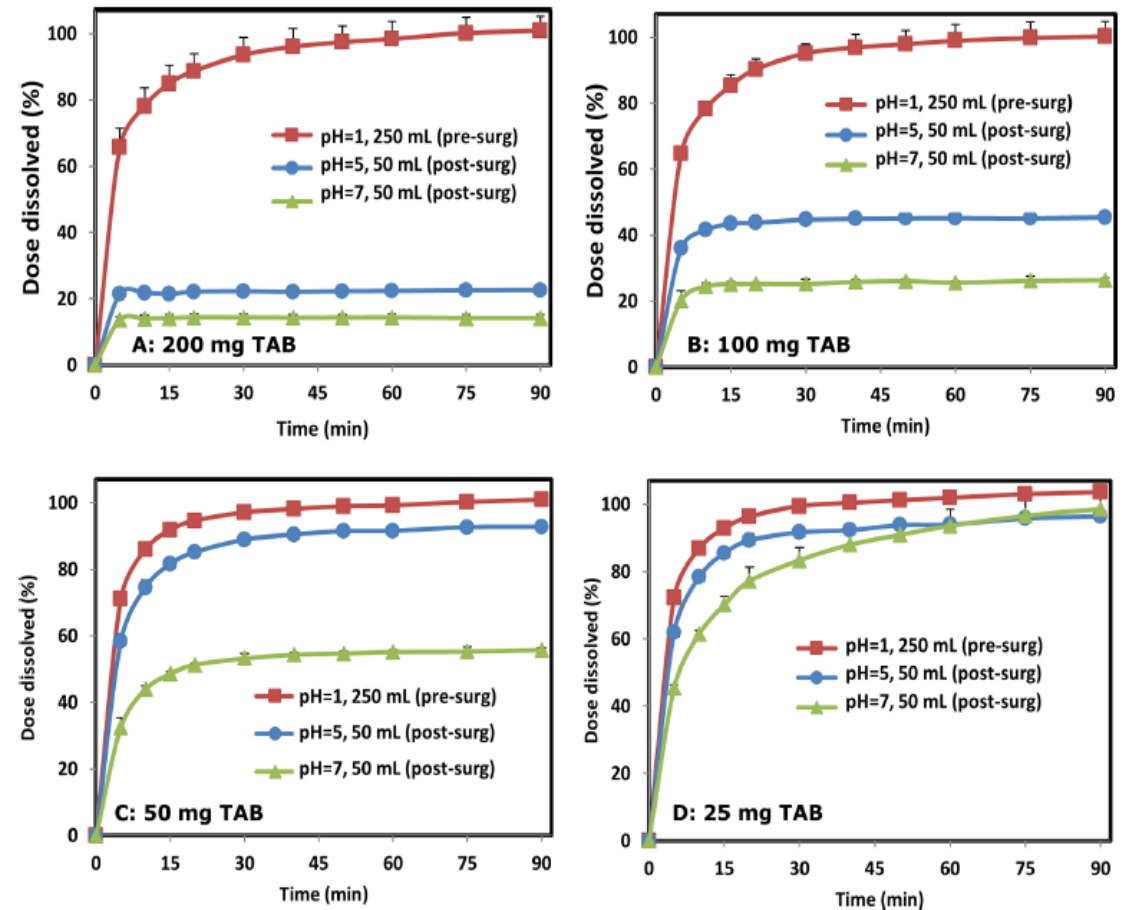 Dose dissolved (%)
100
80
60
40
20
0
pH=1, 250 mL (pre-surg)
pH=5, 50 mL (post-surg)
pH=7, 50 mL (post-surg)
A: 200 mg TAB
0 15 30 45 60 75 90
Time (min)
Dose dissolved (%)
100
80
60
40
20
0
pH=1, 250 mL (pre-surg)
pH=5, 50 mL (post-surg)
pH=7, 50 mL (post-surg)
B: 100 mg TAB
0 15 30 45 60 75 90
Time (min)
Dose dissolved (%)
100
80
60
40
20
0
pH=1, 250 mL (pre-surg)
pH=5, 50 mL (post-surg)
pH=7, 50 mL (post-surg)
C: 50 mg TAB
0 15 30 45 60 75 90
Time (min)
Dose dissolved (%)
100
80
60
40
20
0
pH=1, 250 mL (pre-surg)
pH=5, 50 mL (post-surg)
pH=7, 50 mL (post-surg)
D: 25 mg TAB
0 15 30 45 60 75 90
Time (min)